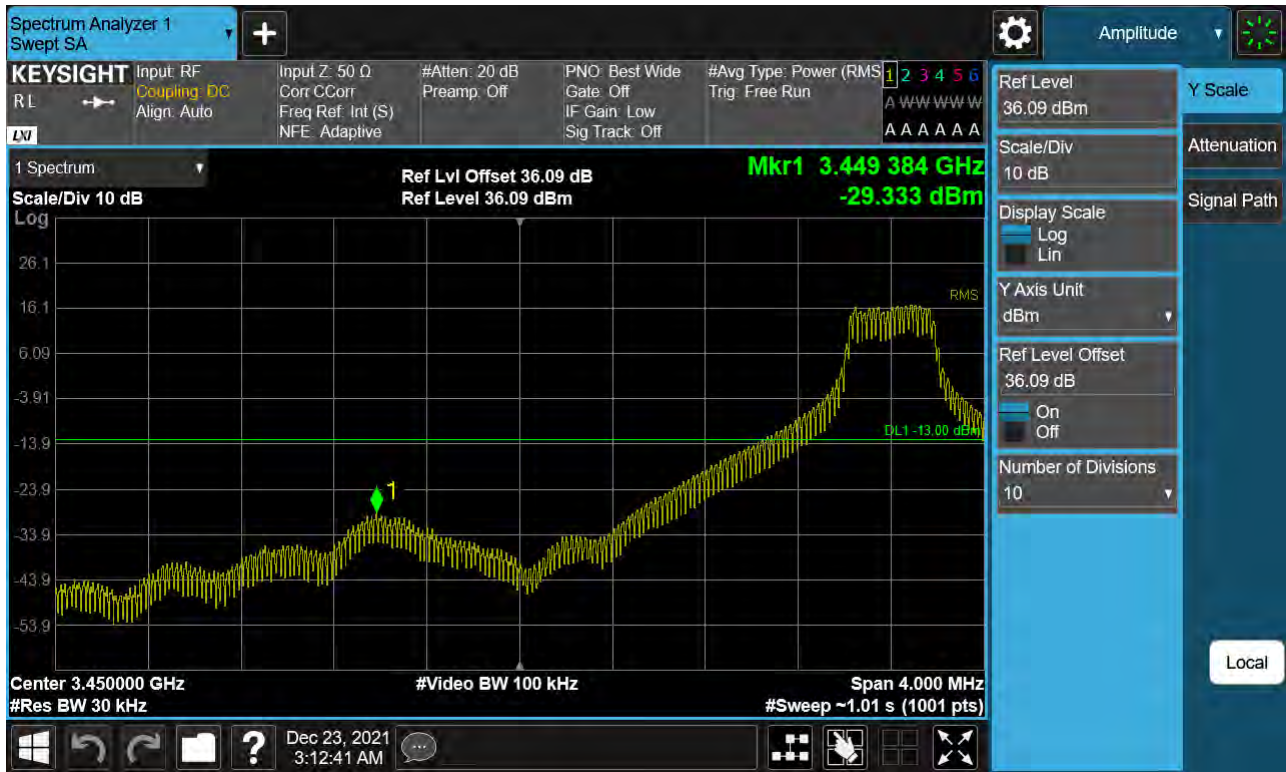 Spectrum Analyzer 1
Swept SA
+
Amplitude
KEYSIGHT
RL
LXI
Input: RF
Coupling: DC
Align: Auto
Input Z: 50 Ω
Corr CCorr
Freq Ref: Int (S)
NFE: Adaptive
#Atten: 20 dB
Preamp: Off
PNO: Best Wide
Gate: Off
IF Gain: Low
Sig Track: Off
#Avg Type: Power (RMS
Trig: Free Run
1 2 3 4 5 6
A W W W W W
A A A A A A
1 Spectrum
Scale/Div 10 dB
Log
Ref Lvl Offset 36.09 dB
Ref Level 36.09 dBm
Mkr1 3.449 384 GHz
-29.333 dBm
26.1
16.1
6.09
-3.91
-13.9
-23.9
-33.9
-43.9
-53.9
RMS
DL1 -13.00 dBm
1
Center 3.450000 GHz
#Res BW 30 kHz
#Video BW 100 kHz
Span 4.000 MHz
#Sweep ~1.01 s (1001 pts)
Ref Level
36.09 dBm
Scale/Div
10 dB
Display Scale
Log
Lin
Y Axis Unit
dBm
Ref Level Offset
36.09 dB
On
Off
Number of Divisions
10
Y Scale
Attenuation
Signal Path
Local
?
Dec 23, 2021
3:12:41 AM